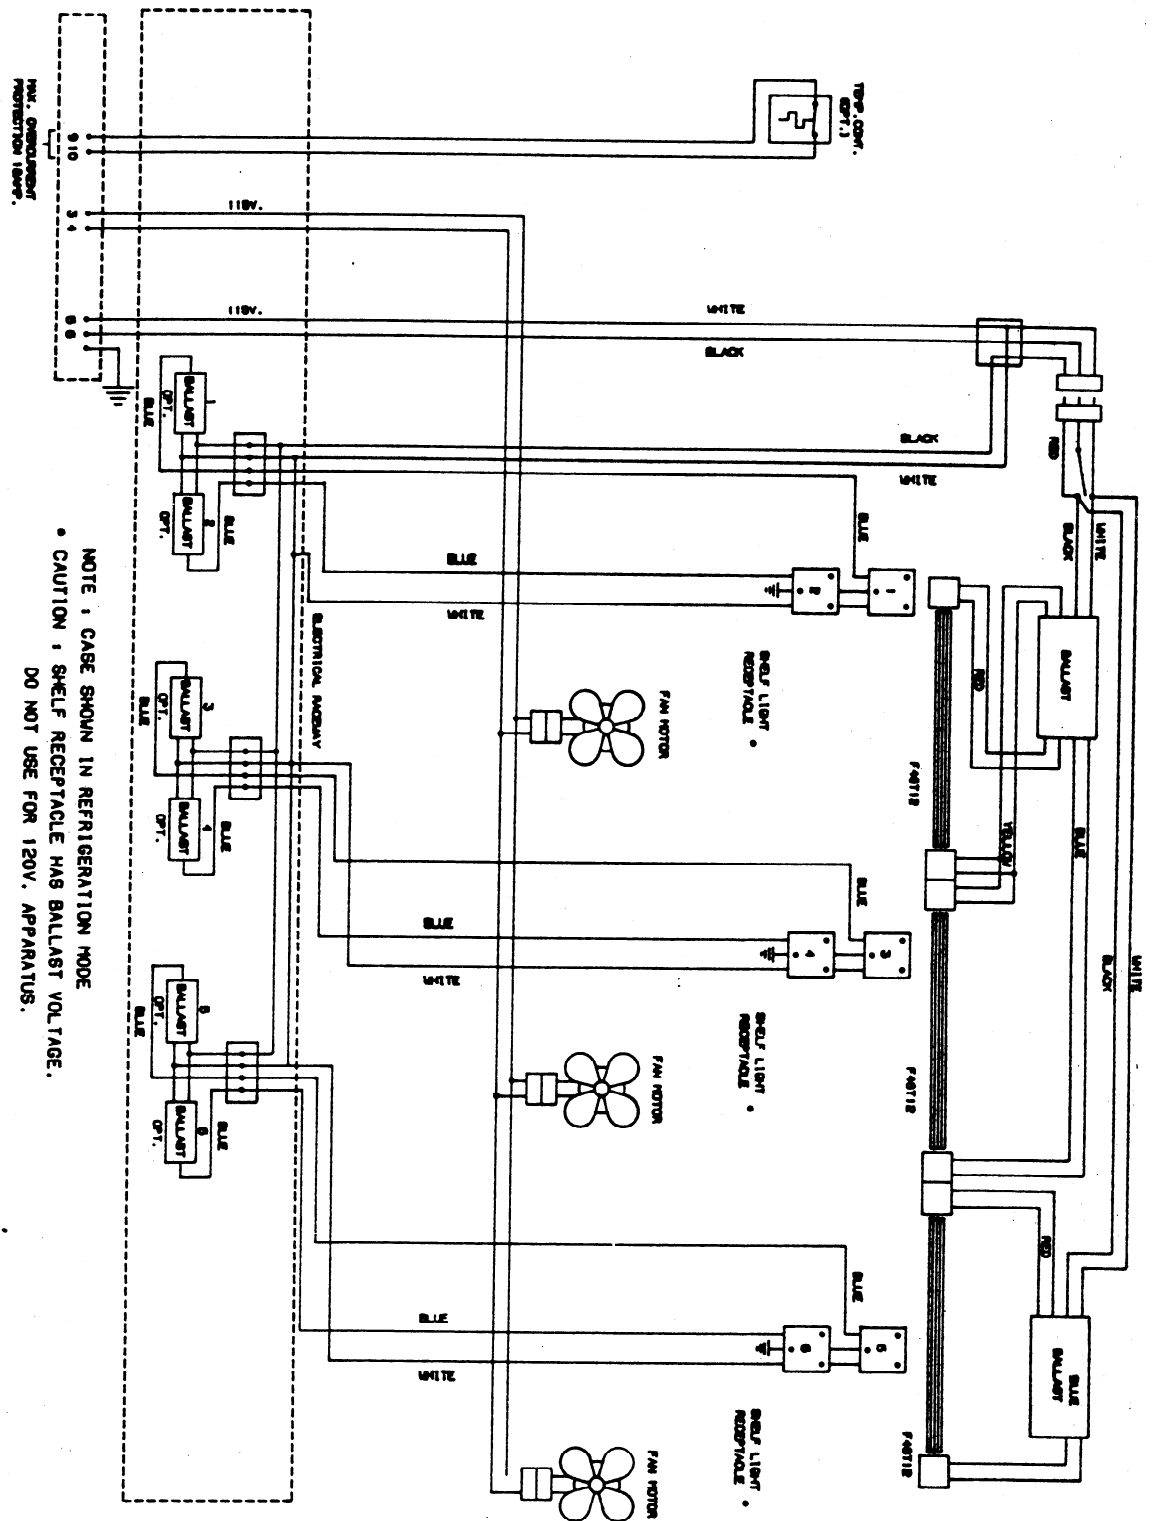 TEMP.CONT.
(OPT.)
MAX. OVERCURRENT
PROTECTION 15AMP.
9 10
3 4
5 6
115V.
115V.
WHITE
BLACK
BLACK
WHITE
RED
WHITE
BLACK
BALLAST
OPT.
1
BLUE
BALLAST
OPT.
2
BLUE
BLUE
BLUE
WHITE
2
1
SHELF LIGHT
RECEPTACLE *
FAN MOTOR
BALLAST
RED
F48T12
YELLOW
BLUE
ELECTRICAL RACEWAY
BALLAST
OPT.
3
BLUE
BALLAST
OPT.
4
BLUE
BLUE
BLUE
WHITE
4
3
SHELF LIGHT
RECEPTACLE *
FAN MOTOR
F48T12
BLACK
WHITE
BALLAST
OPT.
5
BLUE
BALLAST
OPT.
6
BLUE
BLUE
BLUE
WHITE
6
5
SHELF LIGHT
RECEPTACLE *
FAN MOTOR
RED
BLUE
BALLAST
F48T12
NOTE : CASE SHOWN IN REFRIGERATION MODE
* CAUTION : SHELF RECEPTACLE HAS BALLAST VOLTAGE.
DO NOT USE FOR 120V. APPARATUS.